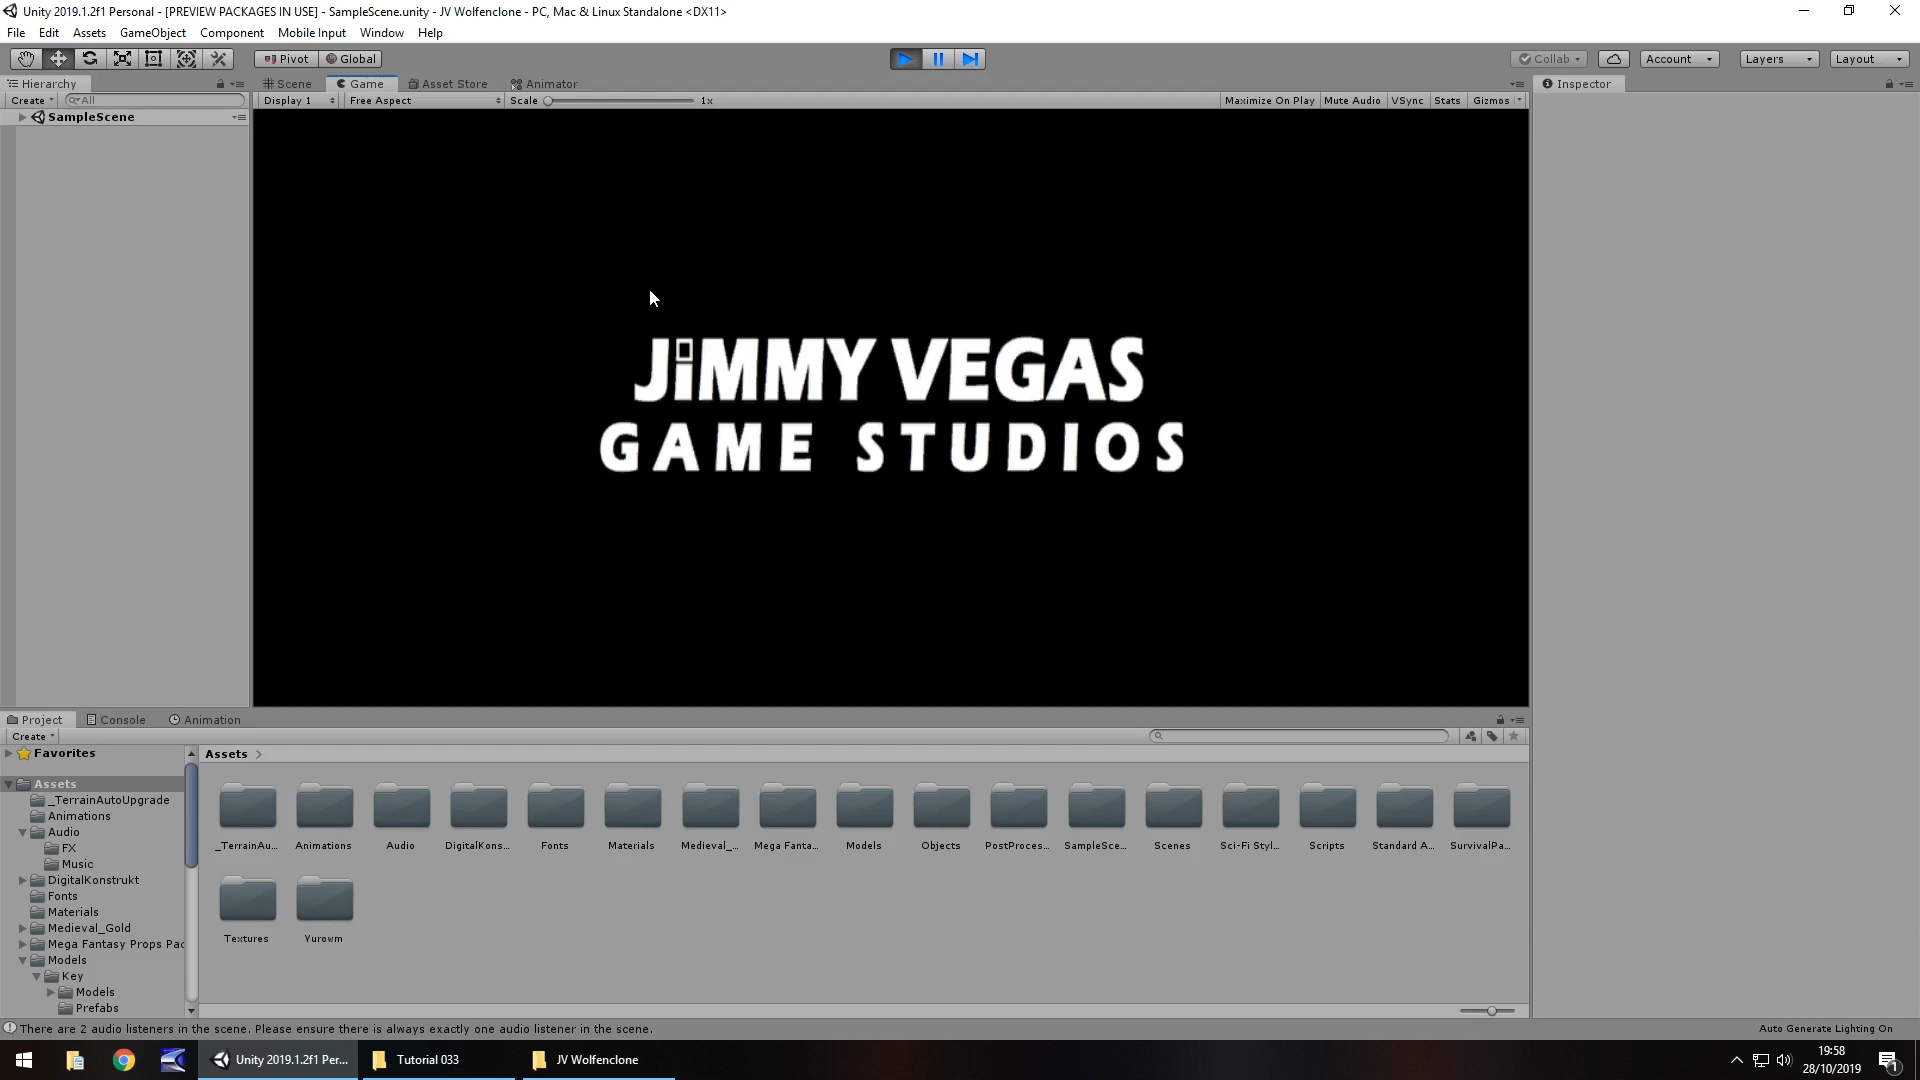 Unity 2019.1.2f1 Personal - [PREVIEW PACKAGES IN USE] - SampleScene.unity - JV Wolfenclone - PC, Mac & Linux Standalone <DX11>
File Edit Assets GameObject Component Mobile Input Window Help
Pivot Global Collab Account Layers Layout
Hierarchy Scene Game Asset Store Animator Inspector
Create All Display 1 Free Aspect Scale 1x Maximize On Play Mute Audio VSync Stats Gizmos
SampleScene
JiMMY VEGAS
GAME STUDIOS
Project Console Animation
Create
Favorites
Assets
Assets
_TerrainAutoUpgrade
Animations
Audio
FX
Music
DigitalKonstrukt
Fonts
Materials
Medieval_Gold
Mega Fantasy Props Pac
Models
Key
Models
Prefabs
_TerrainAu... Animations Audio DigitalKons... Fonts Materials Medieval_... Mega Fanta... Models Objects PostProces... SampleSce... Scenes Sci-Fi Styl... Scripts Standard A... SurvivalPa...
Textures Yurowm
There are 2 audio listeners in the scene. Please ensure there is always exactly one audio listener in the scene.
Auto Generate Lighting On
Unity 2019.1.2f1 Per... Tutorial 033 JV Wolfenclone
19:58
28/10/2019
1